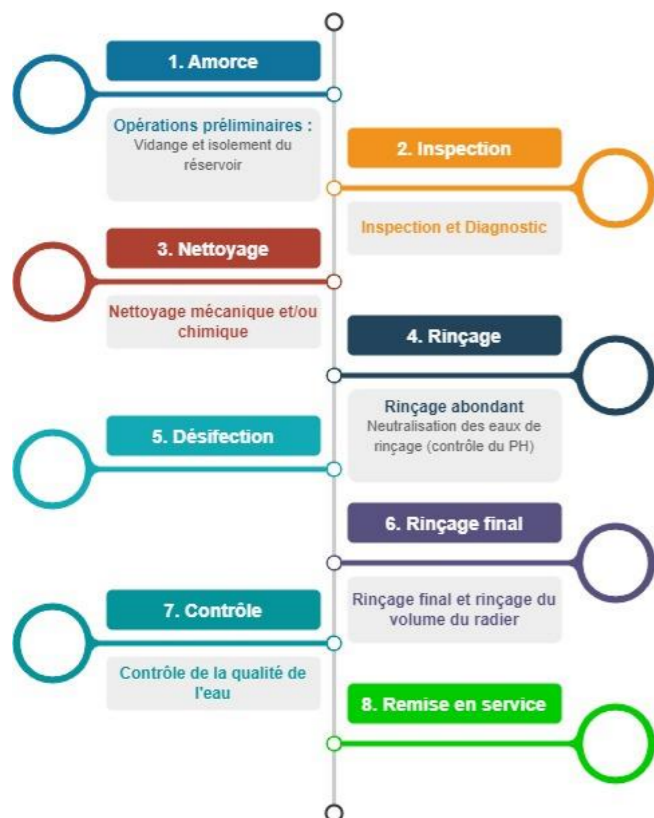 1. Amorce
Opérations préliminaires :
Vidange et isolement du
réservoir
2. Inspection
Inspection et Diagnostic
3. Nettoyage
Nettoyage mécanique et/ou
chimique
4. Rinçage
Rinçage abondant
Neutralisation des eaux de
rinçage (contrôle du PH)
5. Désifection
6. Rinçage final
Rinçage final et rinçage du
volume du radier
7. Contrôle
Contrôle de la qualité de
l'eau
8. Remise en service